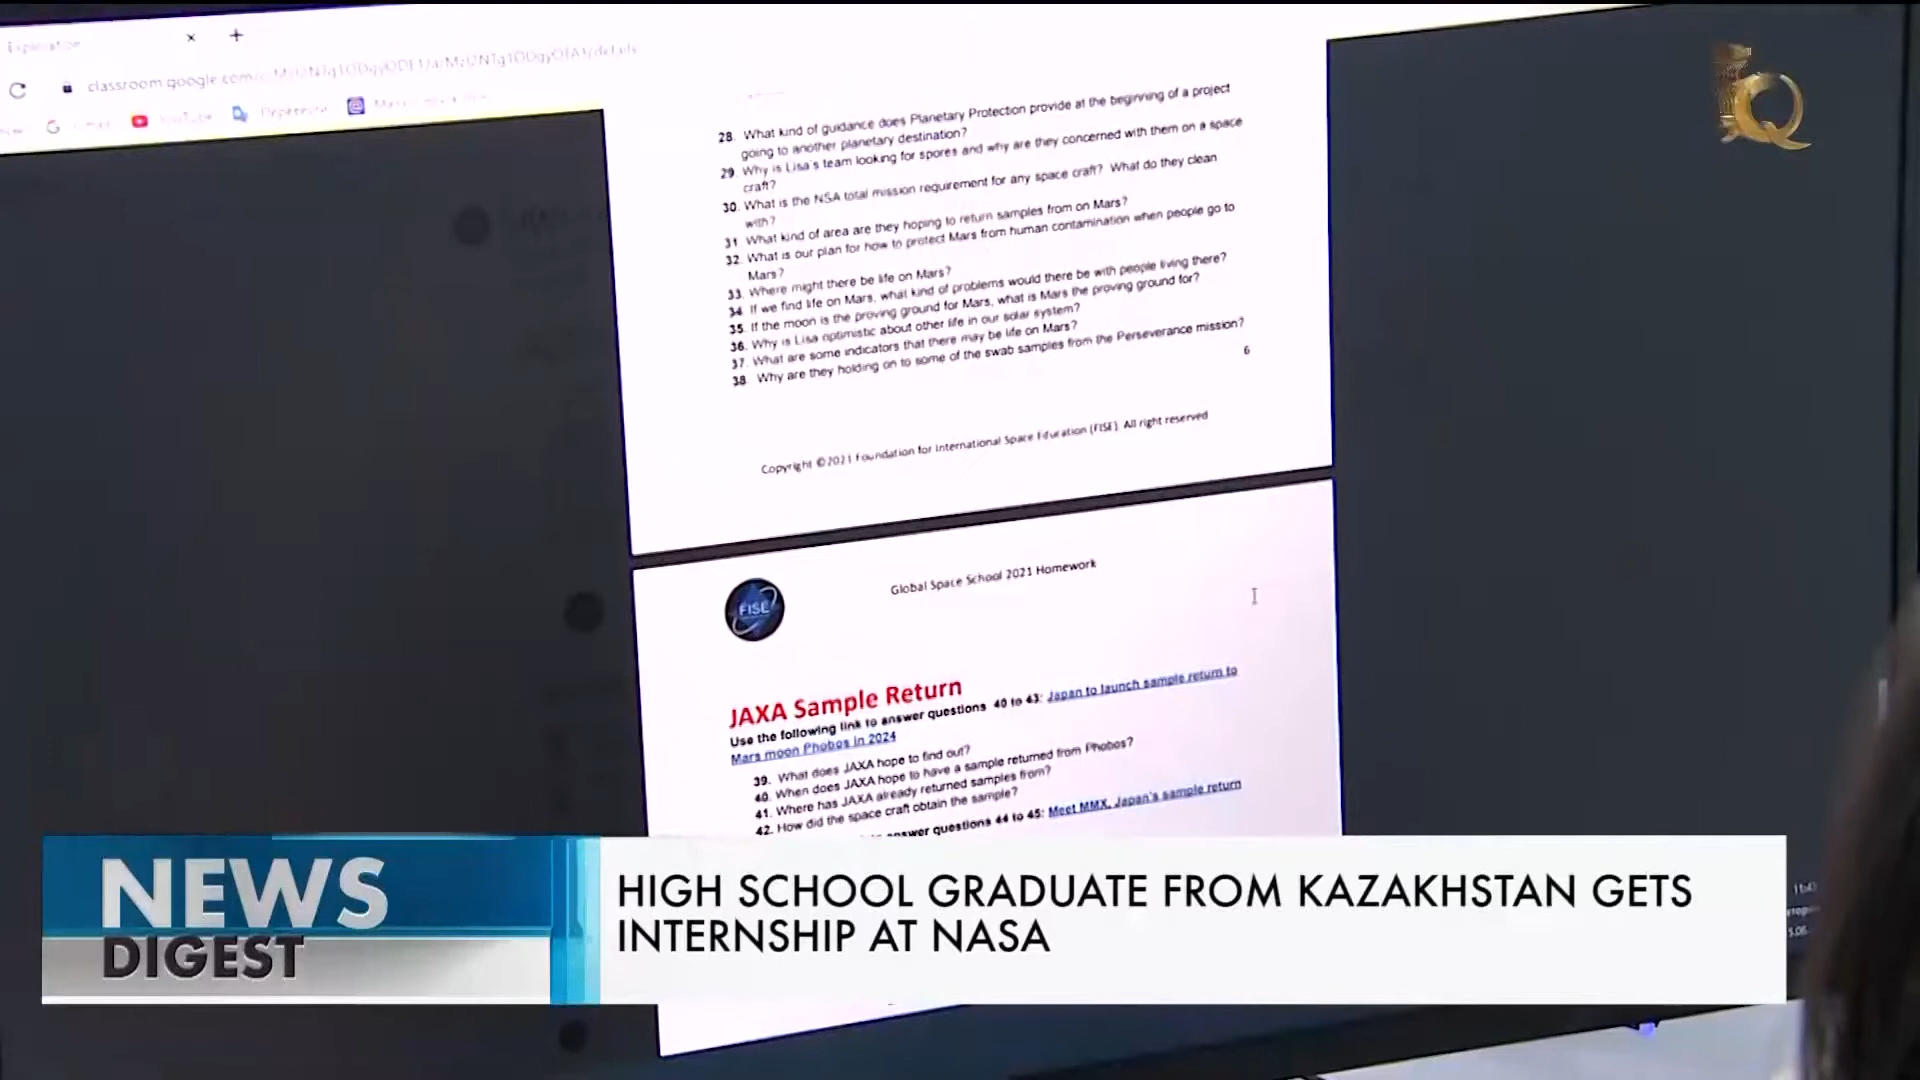 Exploration
classroom.google.com
YouTube
28. What kind of guidance does Planetary Protection provide at the beginning of a project
going to another planetary destination?
29. Why is Lisa's team looking for spores and why are they concerned with them on a space
craft?
30. What is the NSA total mission requirement for any space craft? What do they clean
with?
31. What kind of area are they hoping to return samples from on Mars?
32. What is our plan for how to protect Mars from human contamination when people go to
Mars?
33. Where might there be life on Mars?
34. If we find life on Mars, what kind of problems would there be with people living there?
35. If the moon is the proving ground for Mars, what is Mars the proving ground for?
36. Why is Lisa optimistic about other life in our solar system?
37. What are some indicators that there may be life on Mars?
38. Why are they holding on to some of the swab samples from the Perseverance mission?
6
Copyright ©2021 Foundation for International Space Education (FISE). All right reserved
FISE
Global Space School 2021 Homework
JAXA Sample Return
Use the following link to answer questions 40 to 43: Japan to launch sample return to
Mars moon Phobos in 2024
39. What does JAXA hope to find out?
40. When does JAXA hope to have a sample returned from Phobos?
41. Where has JAXA already returned samples from?
42. How did the space craft obtain the sample?
answer questions 44 to 45: Meet MMX, Japan's sample return
NEWS
DIGEST
HIGH SCHOOL GRADUATE FROM KAZAKHSTAN GETS
INTERNSHIP AT NASA